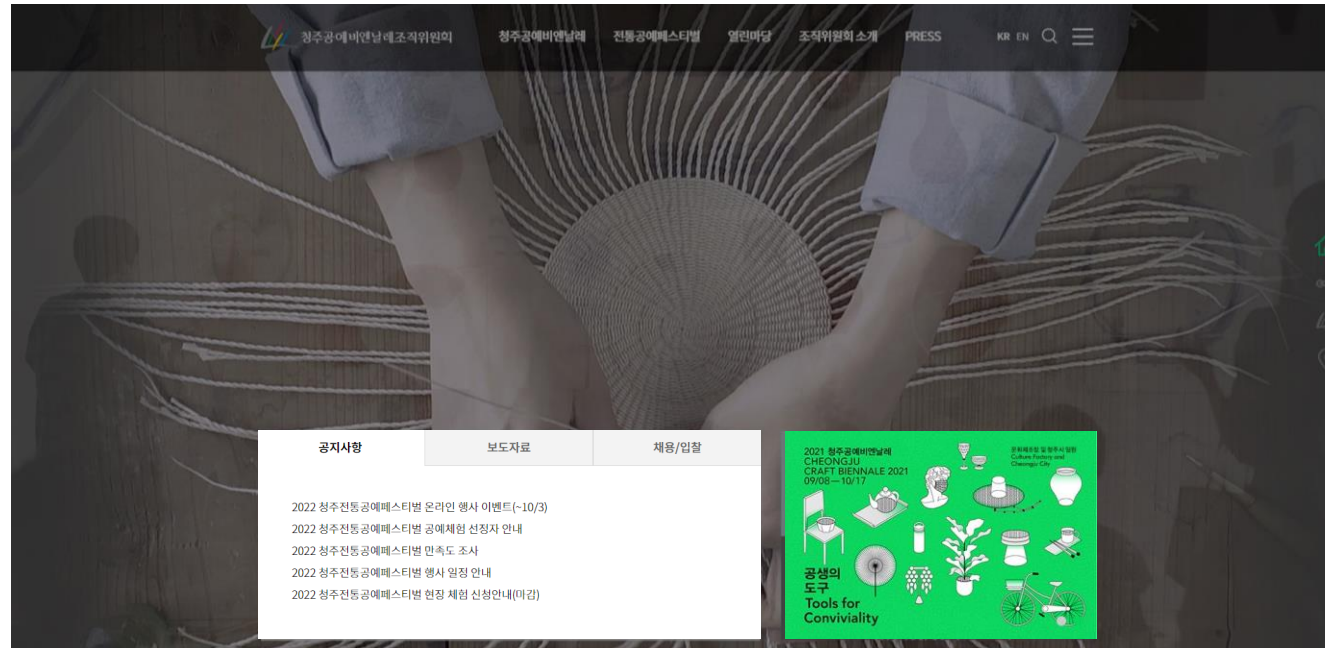 청주공예비엔날레조직위원회
청주공예비엔날레 전통공예페스티벌 열린마당 조직위원회 소개 PRESS KR EN
공지사항 보도자료 채용/입찰
2022 청주전통공예페스티벌 온라인 행사 이벤트(~10/3)
2022 청주전통공예페스티벌 공예체험 선정자 안내
2022 청주전통공예페스티벌 만족도 조사
2022 청주전통공예페스티벌 행사 일정 안내
2022 청주전통공예페스티벌 현장 체험 신청안내(마감)
2021 청주공예비엔날레
CHEONGJU
CRAFT BIENNALE 2021
09/08—10/17
문화제조창 및 청주시 일원
Culture Factory and
Cheongju City
공생의
도구
Tools for
Conviviality